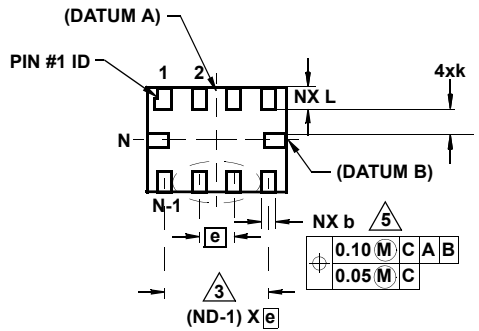 (DATUM A)
PIN #1 ID
1 2
NX L
4xk
N
(DATUM B)
N-1
NX b 5
e
0.10 M C A B
0.05 M C
3
(ND-1) X e